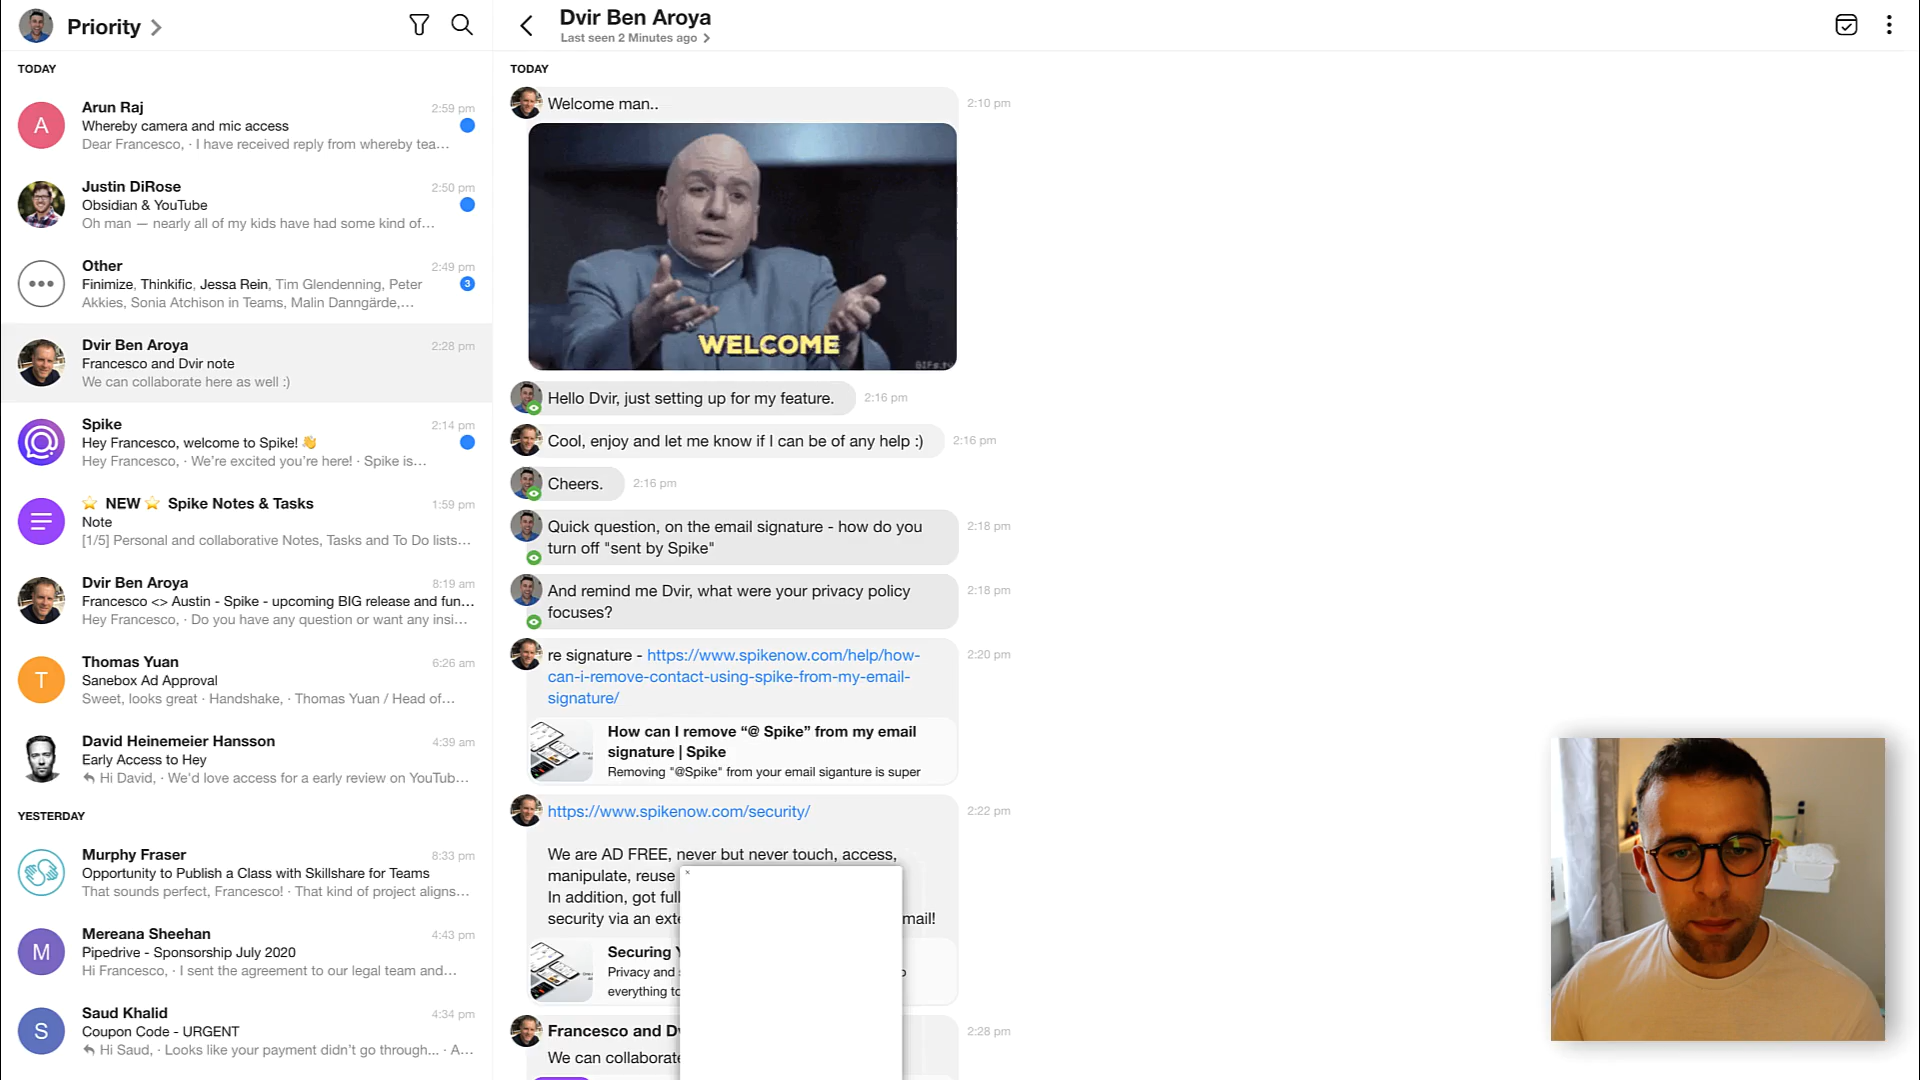 Priority
TODAY
Arun Raj
2:59 pm
Whereby camera and mic access
Dear Francesco, · I have received reply from whereby tea…
A
Justin DiRose
2:50 pm
Obsidian & YouTube
Oh man — nearly all of my kids have had some kind of…
Other
2:49 pm
Finimize, Thinkific, Jessa Rein, Tim Glendenning, Peter
Akkies, Sonia Atchison in Teams, Malin Danngärde,…
3
Dvir Ben Aroya
2:28 pm
Francesco and Dvir note
We can collaborate here as well :)
Spike
2:14 pm
Hey Francesco, welcome to Spike! 👋
Hey Francesco, · We're excited you're here! · Spike is…
⭐ NEW ⭐ Spike Notes & Tasks
1:59 pm
Note
[1/5] Personal and collaborative Notes, Tasks and To Do lists…
Dvir Ben Aroya
8:19 am
Francesco <> Austin - Spike - upcoming BIG release and fun…
Hey Francesco, · Do you have any question or want any insi…
Thomas Yuan
6:26 am
Sanebox Ad Approval
Sweet, looks great · Handshake, · Thomas Yuan / Head of…
T
David Heinemeier Hansson
4:39 am
Early Access to Hey
Hi David, · We'd love access for a early review on YouTub…
YESTERDAY
Murphy Fraser
8:33 pm
Opportunity to Publish a Class with Skillshare for Teams
That sounds perfect, Francesco! · That kind of project aligns…
Mereana Sheehan
4:43 pm
Pipedrive - Sponsorship July 2020
Hi Francesco, · I sent the agreement to our legal team and…
M
Saud Khalid
4:34 pm
Coupon Code - URGENT
Hi Saud, · Looks like your payment didn't go through... · A…
S
Dvir Ben Aroya
Last seen 2 Minutes ago
TODAY
Welcome man..
2:10 pm
WELCOME
Hello Dvir, just setting up for my feature.
2:16 pm
Cool, enjoy and let me know if I can be of any help :)
2:16 pm
Cheers.
2:16 pm
Quick question, on the email signature - how do you
turn off "sent by Spike"
2:18 pm
And remind me Dvir, what were your privacy policy
focuses?
2:18 pm
re signature - https://www.spikenow.com/help/how-
can-i-remove-contact-using-spike-from-my-email-
signature/
2:20 pm
How can I remove “@ Spike” from my email
signature | Spike
Removing "@Spike" from your email siganture is super
https://www.spikenow.com/security/
2:22 pm
We are AD FREE, never but never touch, access,
manipulate, reuse
In addition, got full
security via an exte mail!
Securing
Privacy and
everything to
Francesco and
2:28 pm
We can collaborate